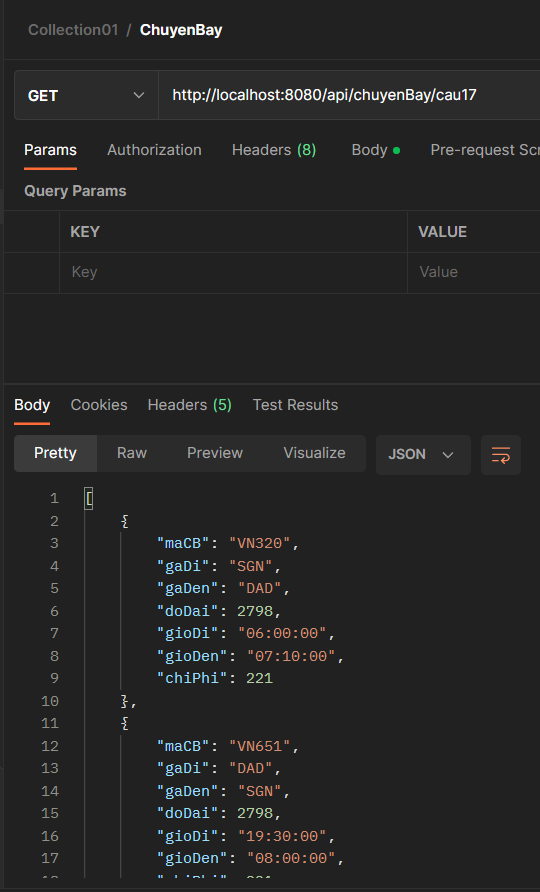 Collection01 / ChuyenBay
GET http://localhost:8080/api/chuyenBay/cau17
Params Authorization Headers (8) Body Pre-request Scr
Query Params
KEY VALUE
Key Value
Body Cookies Headers (5) Test Results
Pretty Raw Preview Visualize JSON
1 [
2 {
3 "maCB": "VN320",
4 "gaDi": "SGN",
5 "gaDen": "DAD",
6 "doDai": 2798,
7 "gioDi": "06:00:00",
8 "gioDen": "07:10:00",
9 "chiPhi": 221
10 },
11 {
12 "maCB": "VN651",
13 "gaDi": "DAD",
14 "gaDen": "SGN",
15 "doDai": 2798,
16 "gioDi": "19:30:00",
17 "gioDen": "08:00:00",